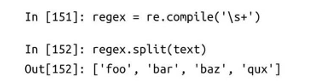 In [151]: regex = re.compile('\s+')
In [152]: regex.split(text)
Out[152]: ['foo', 'bar', 'baz', 'qux']